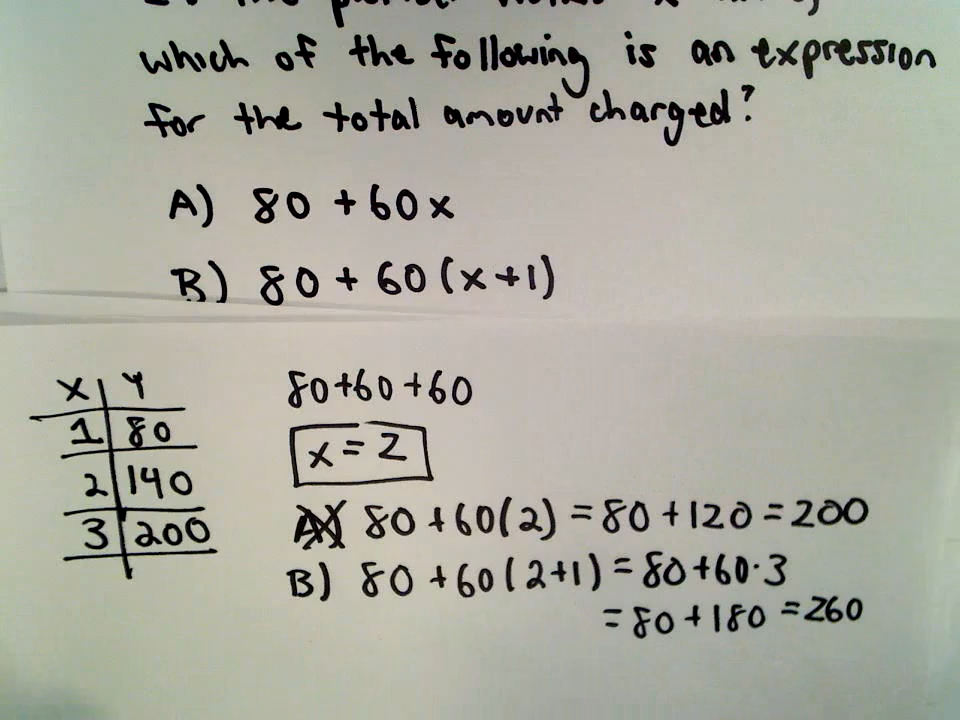 which of the following is an expression
for the total amount charged?
A) 80 + 60x
B) 80 + 60(x+1)
X Y
1 80
2 140
3 200
80+60+60
x = 2
A) 80 + 60(2) = 80 + 120 = 200
B) 80 + 60(2+1) = 80+60·3
= 80 + 180 = 260